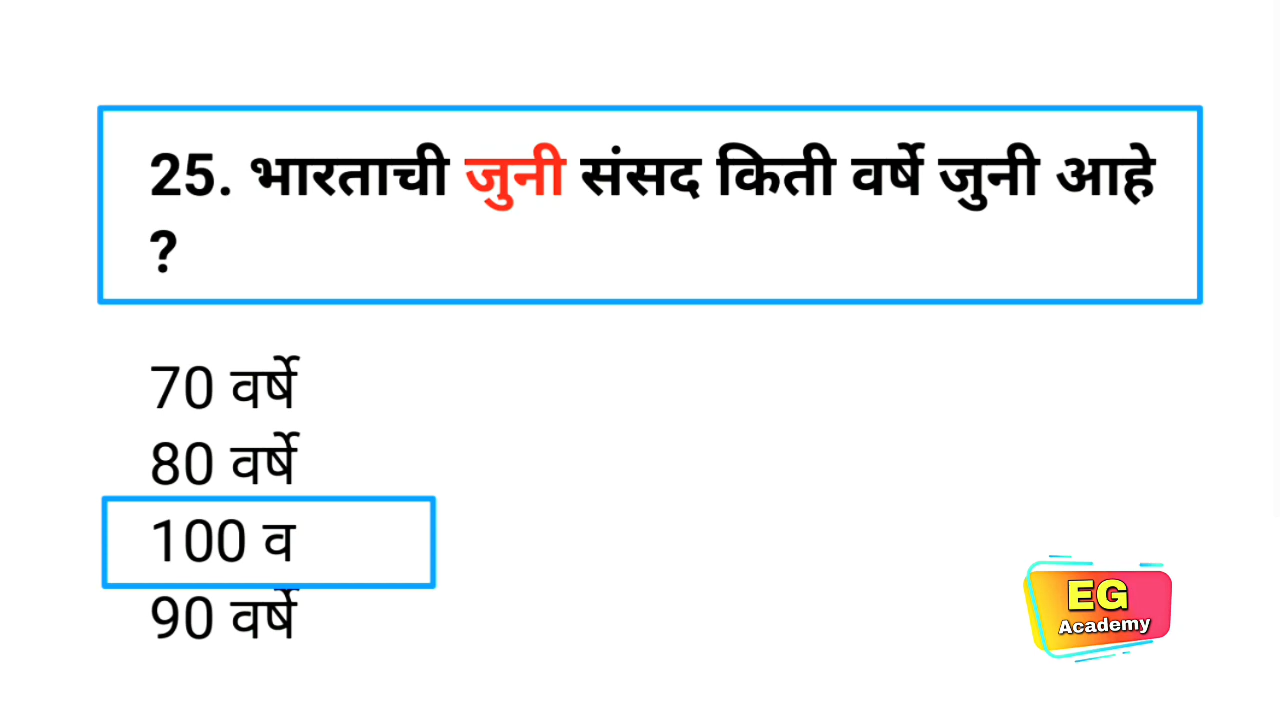 25. भारताची जुनी संसद किती वर्षे जुनी आहे
?
70 वर्षे
80 वर्षे
100 व
90 वर्षे
EG
Academy